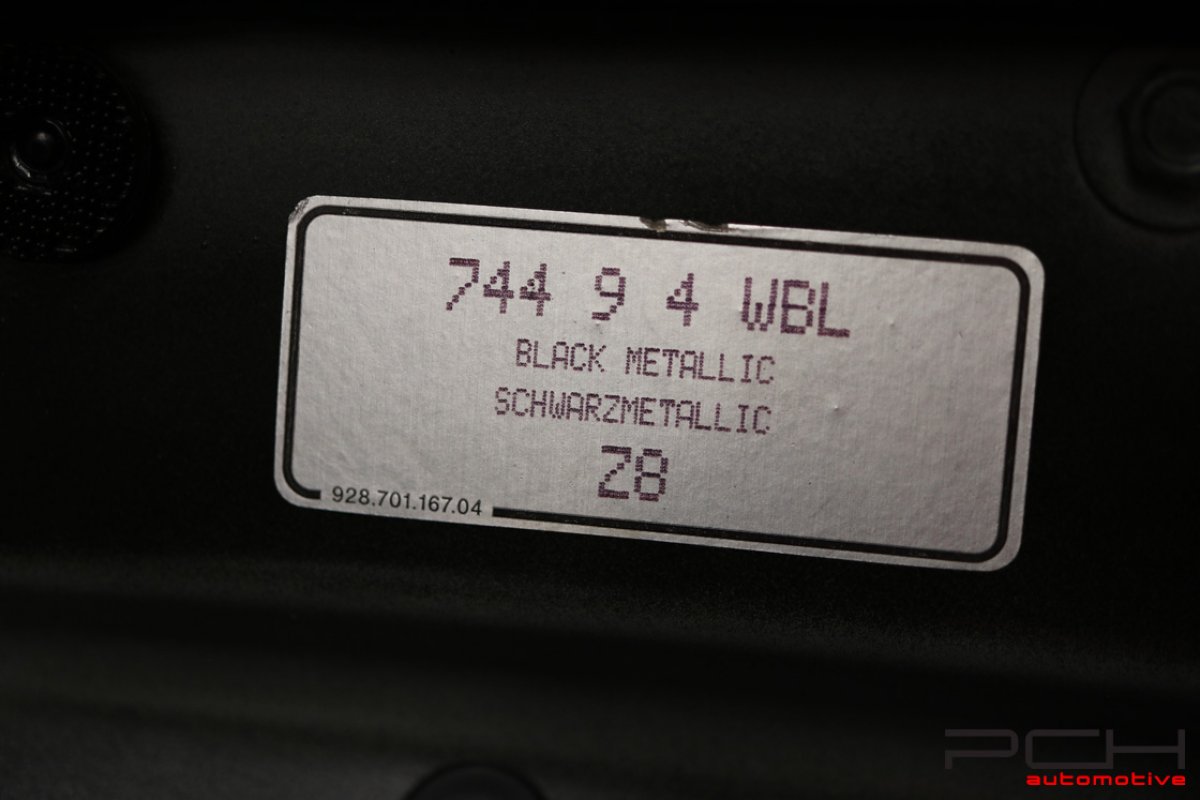 744 9 4 WBL
BLACK METALLIC
SCHWARZMETALLIC
Z8
928.701.167.04
PCH
automotive